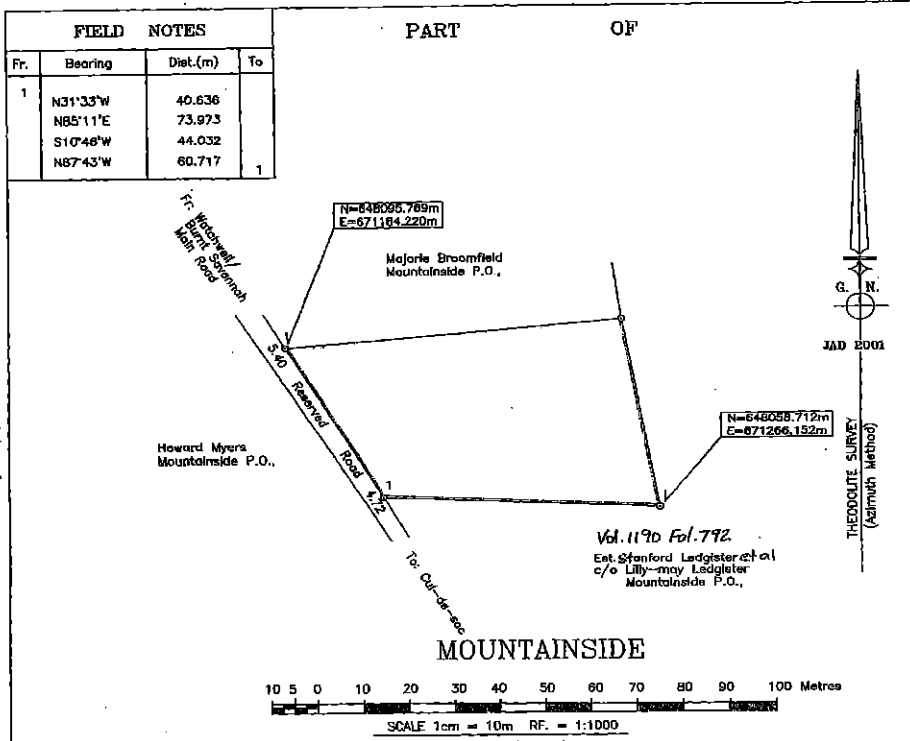 FIELD NOTES
Fr. Bearing Dist.(m) To
1
N31°33'W 40.636
N85°11'E 73.973
S10°46'W 44.032
N87°43'W 60.717
1
PART OF
Fr: Watchwell/
Burnt Savannah
Main Road
N=648095.769m
E=671184.220m
Majorie Broomfield
Mountainside P.O.,
G. N.
JAD 2001
THEODOLITE SURVEY
(Azimuth Method)
5.40 Reserved Road 4.72
1
Howard Myers
Mountainside P.O.,
N=648058.712m
E=671266.152m
Vol.1190 Fol.792
Est. Stanford Ledgister et al
c/o Lilly-may Ledgister
Mountainside P.O.,
To: Cul-de-sac
MOUNTAINSIDE
10 5 0 10 20 30 40 50 60 70 80 90 100 Metres
SCALE 1cm = 10m RF. = 1:1000